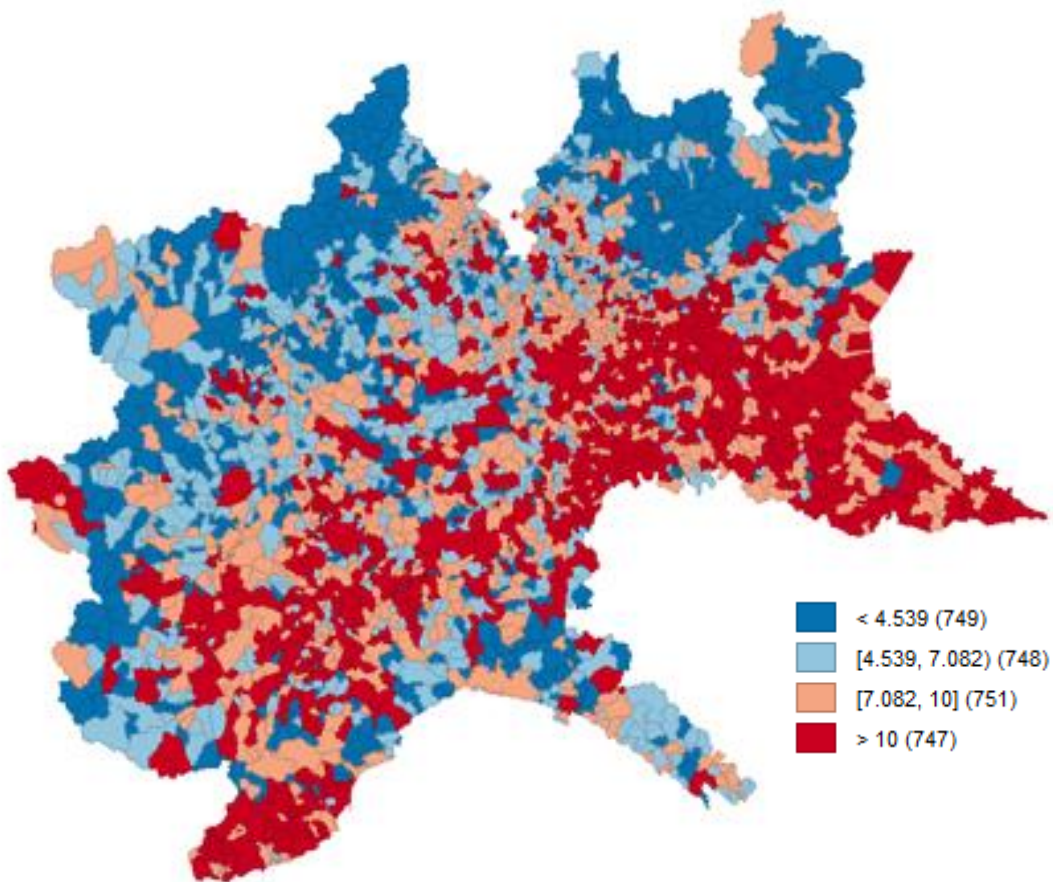 < 4.539 (749)
[4.539, 7.082) (748)
[7.082, 10] (751)
> 10 (747)